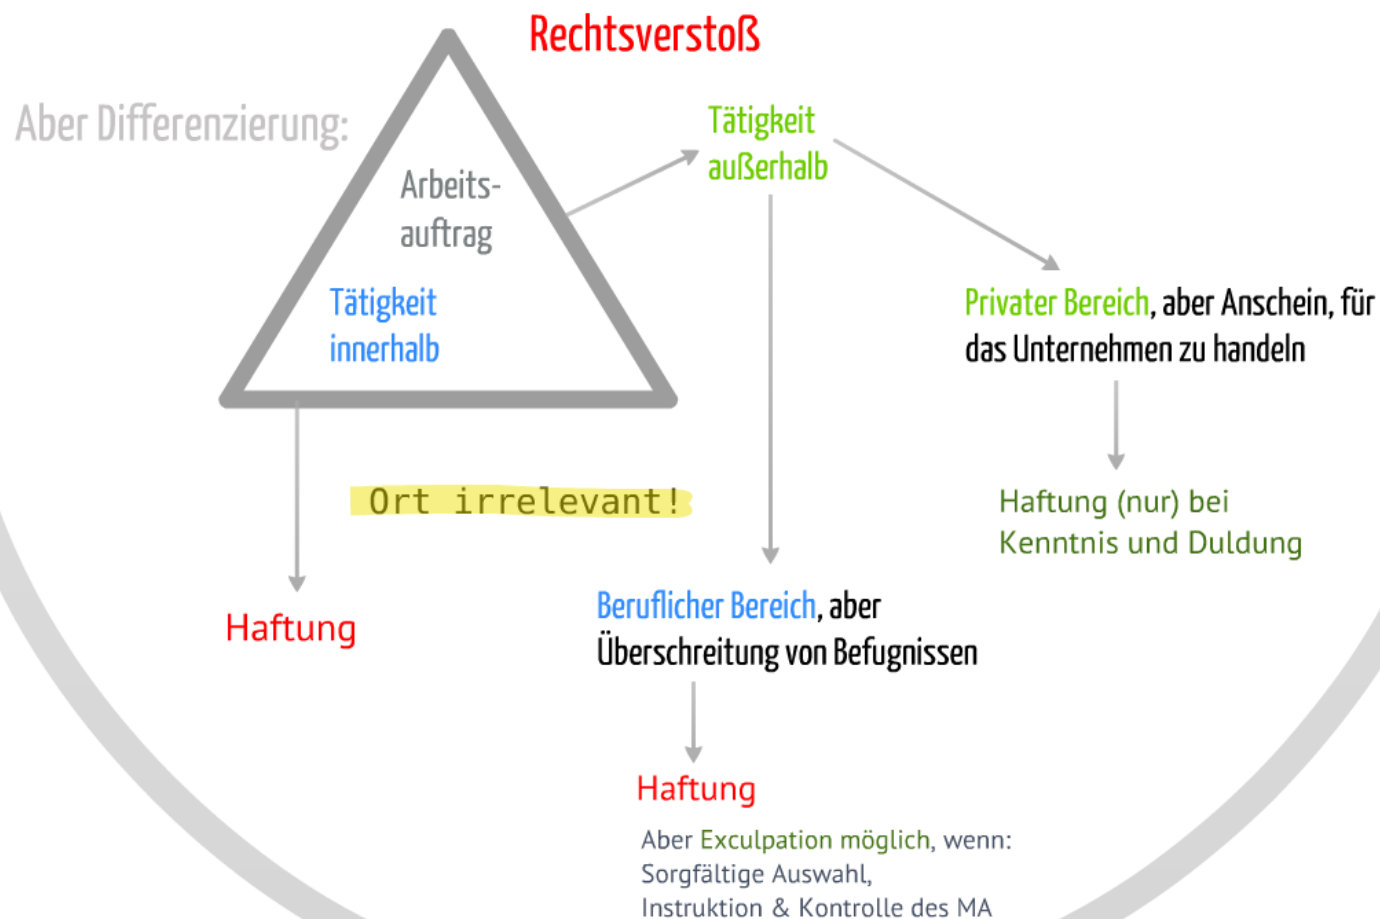 Rechtsverstoß
Aber Differenzierung:
Arbeits-
auftrag
Tätigkeit
innerhalb
Tätigkeit
außerhalb
Privater Bereich, aber Anschein, für
das Unternehmen zu handeln
Haftung (nur) bei
Kenntnis und Duldung
Ort irrelevant!
Haftung
Beruflicher Bereich, aber
Überschreitung von Befugnissen
Haftung
Aber Exculpation möglich, wenn:
Sorgfältige Auswahl,
Instruktion & Kontrolle des MA